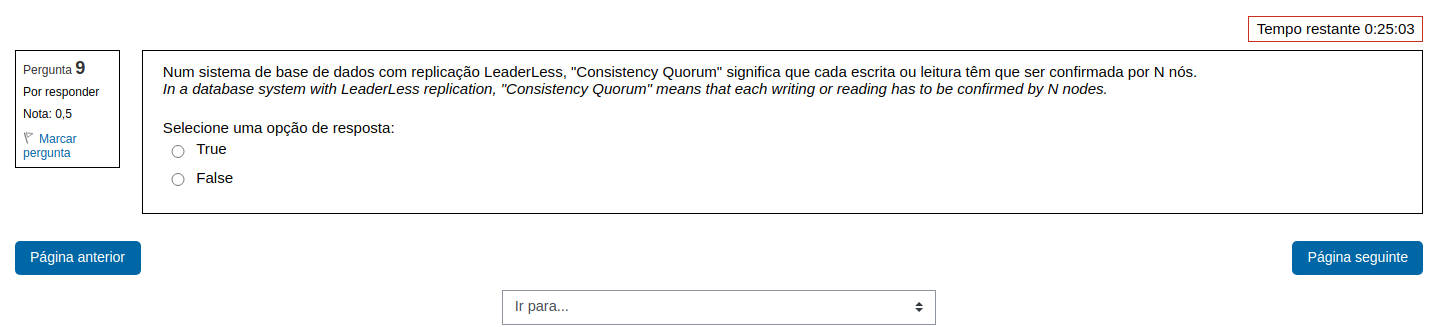 Tempo restante 0:25:03
Pergunta 9
Por responder
Nota: 0,5
Marcar
pergunta
Num sistema de base de dados com replicação LeaderLess, "Consistency Quorum" significa que cada escrita ou leitura têm que ser confirmada por N nós.
In a database system with LeaderLess replication, "Consistency Quorum" means that each writing or reading has to be confirmed by N nodes.
Selecione uma opção de resposta:
True
False
Página anterior
Página seguinte
Ir para...